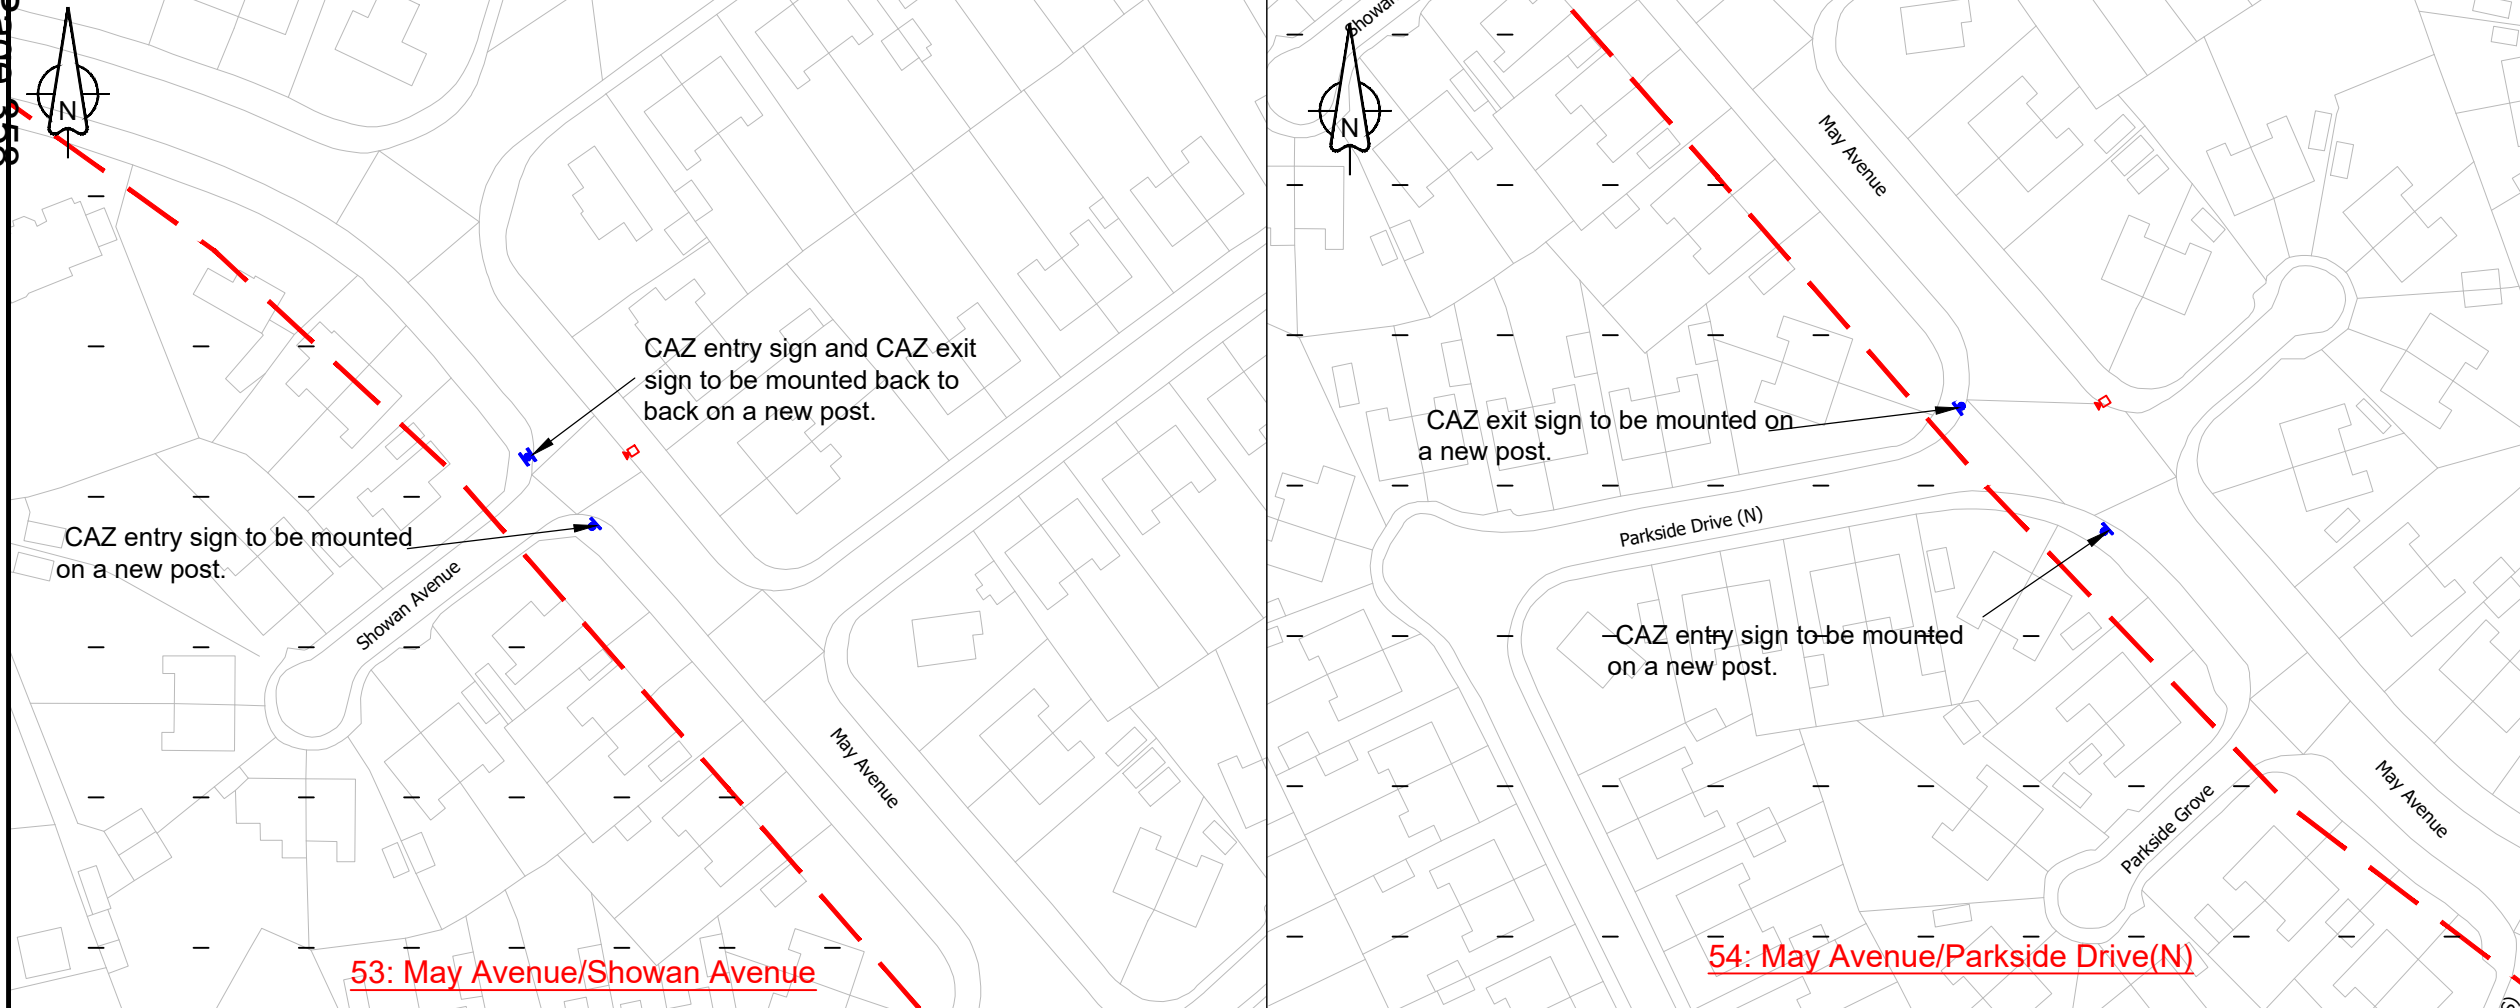 Page 358
N
CAZ entry sign and CAZ exit
sign to be mounted back to
back on a new post.
CAZ entry sign to be mounted
on a new post.
Showan Avenue
May Avenue
53: May Avenue/Showan Avenue
N
May Avenue
CAZ exit sign to be mounted on
a new post.
Parkside Drive (N)
CAZ entry sign to be mounted
on a new post.
May Avenue
Parkside Grove
54: May Avenue/Parkside Drive(N)